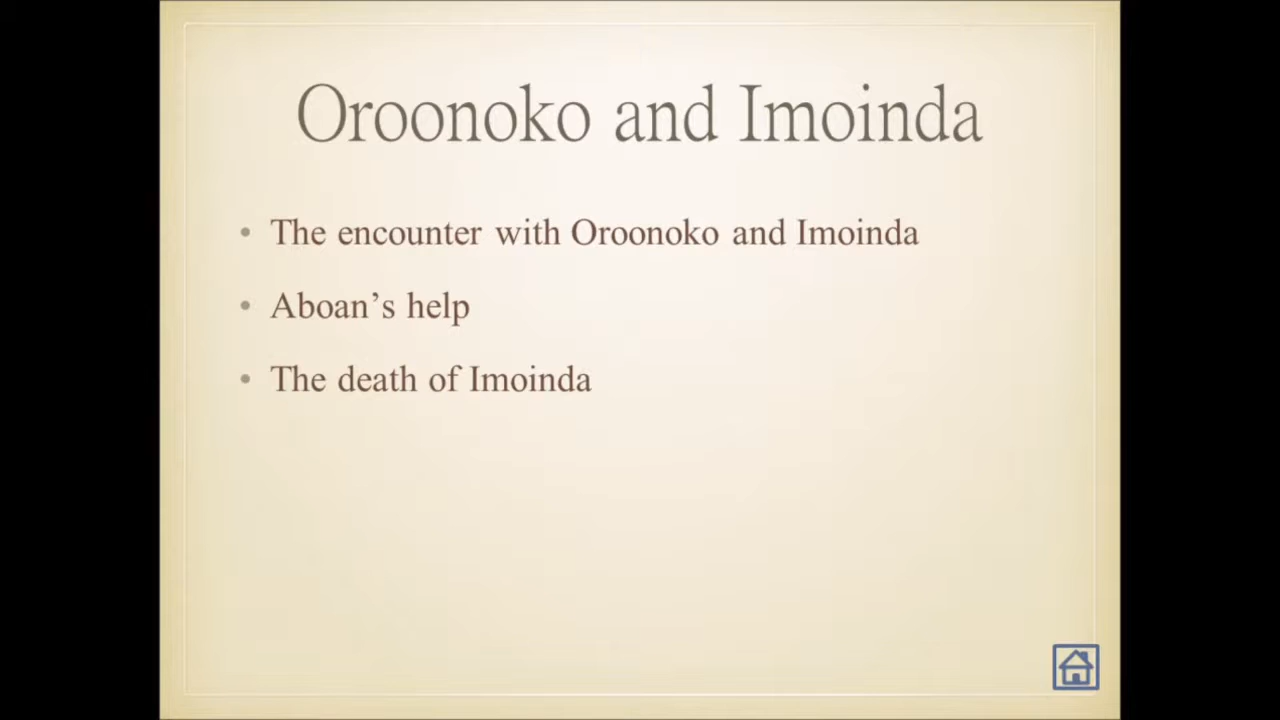 Oroonoko and Imoinda
• The encounter with Oroonoko and Imoinda
• Aboan’s help
• The death of Imoinda